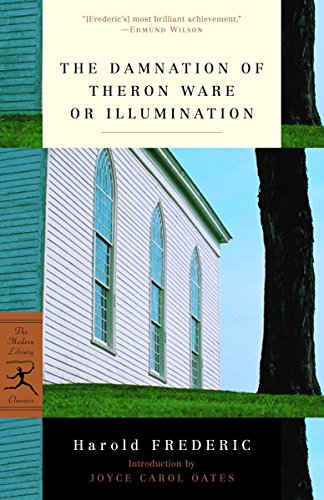 "[Frederic's] most brilliant achievement."
—EDMUND WILSON
THE DAMNATION OF
THERON WARE
OR ILLUMINATION
The
Modern
Library
Classics
Harold FREDERIC
Introduction by
JOYCE CAROL OATES